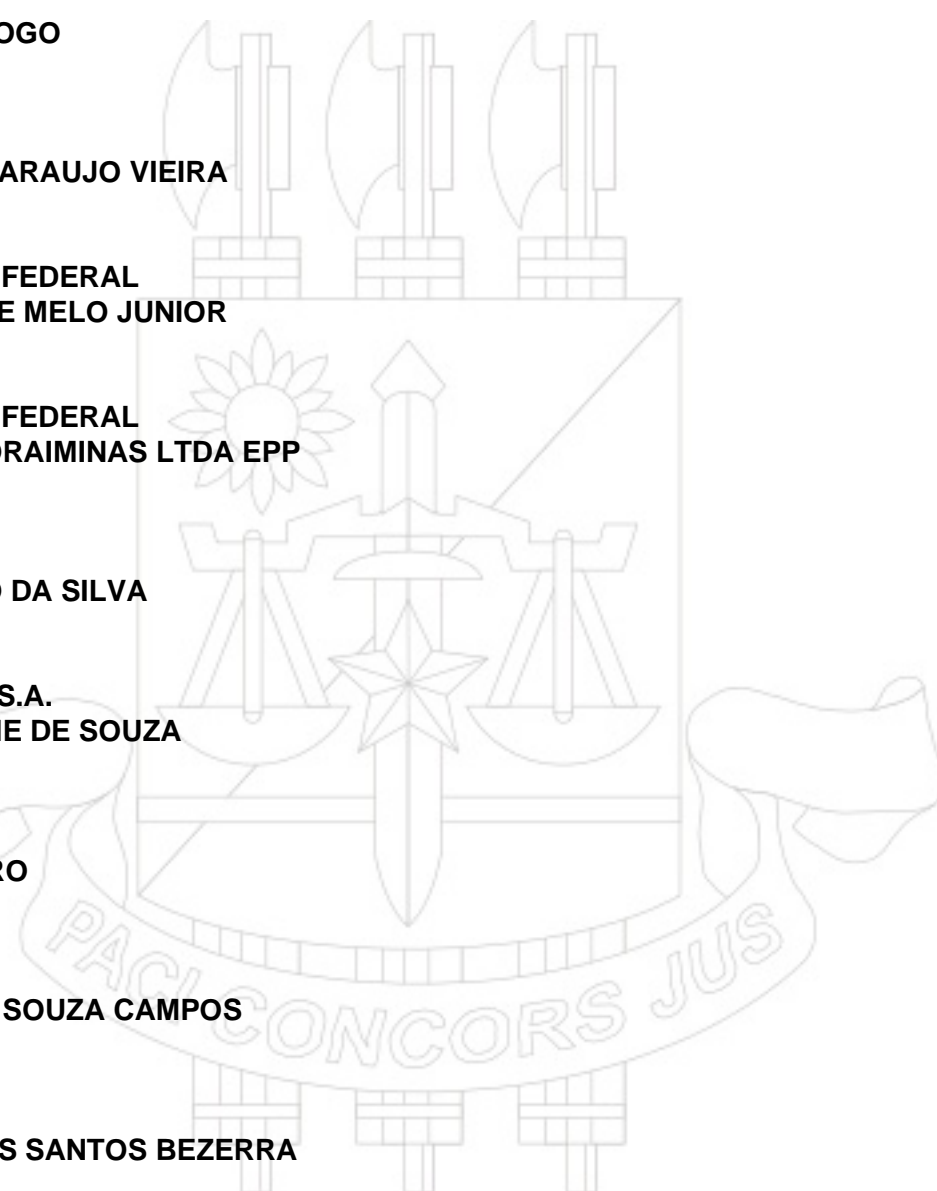 OGO
ARAUJO VIEIRA
FEDERAL
E MELO JUNIOR
FEDERAL
ORAIMINAS LTDA EPP
O DA SILVA
S.A.
IE DE SOUZA
RO
PACI CONCORS JUS
SOUZA CAMPOS
S SANTOS BEZERRA